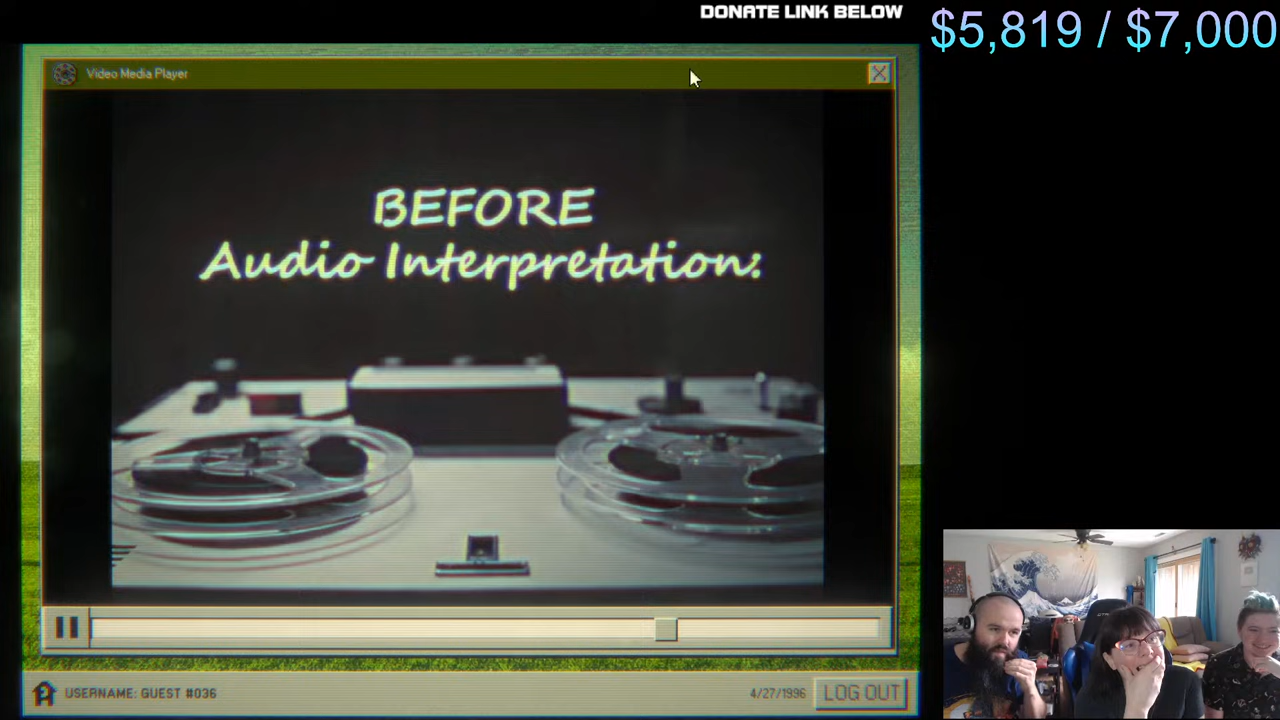 DONATE LINK BELOW
$5,819 / $7,000
Video Media Player
BEFORE
Audio Interpretation:
USERNAME: GUEST #036
4/27/1996
LOG OUT